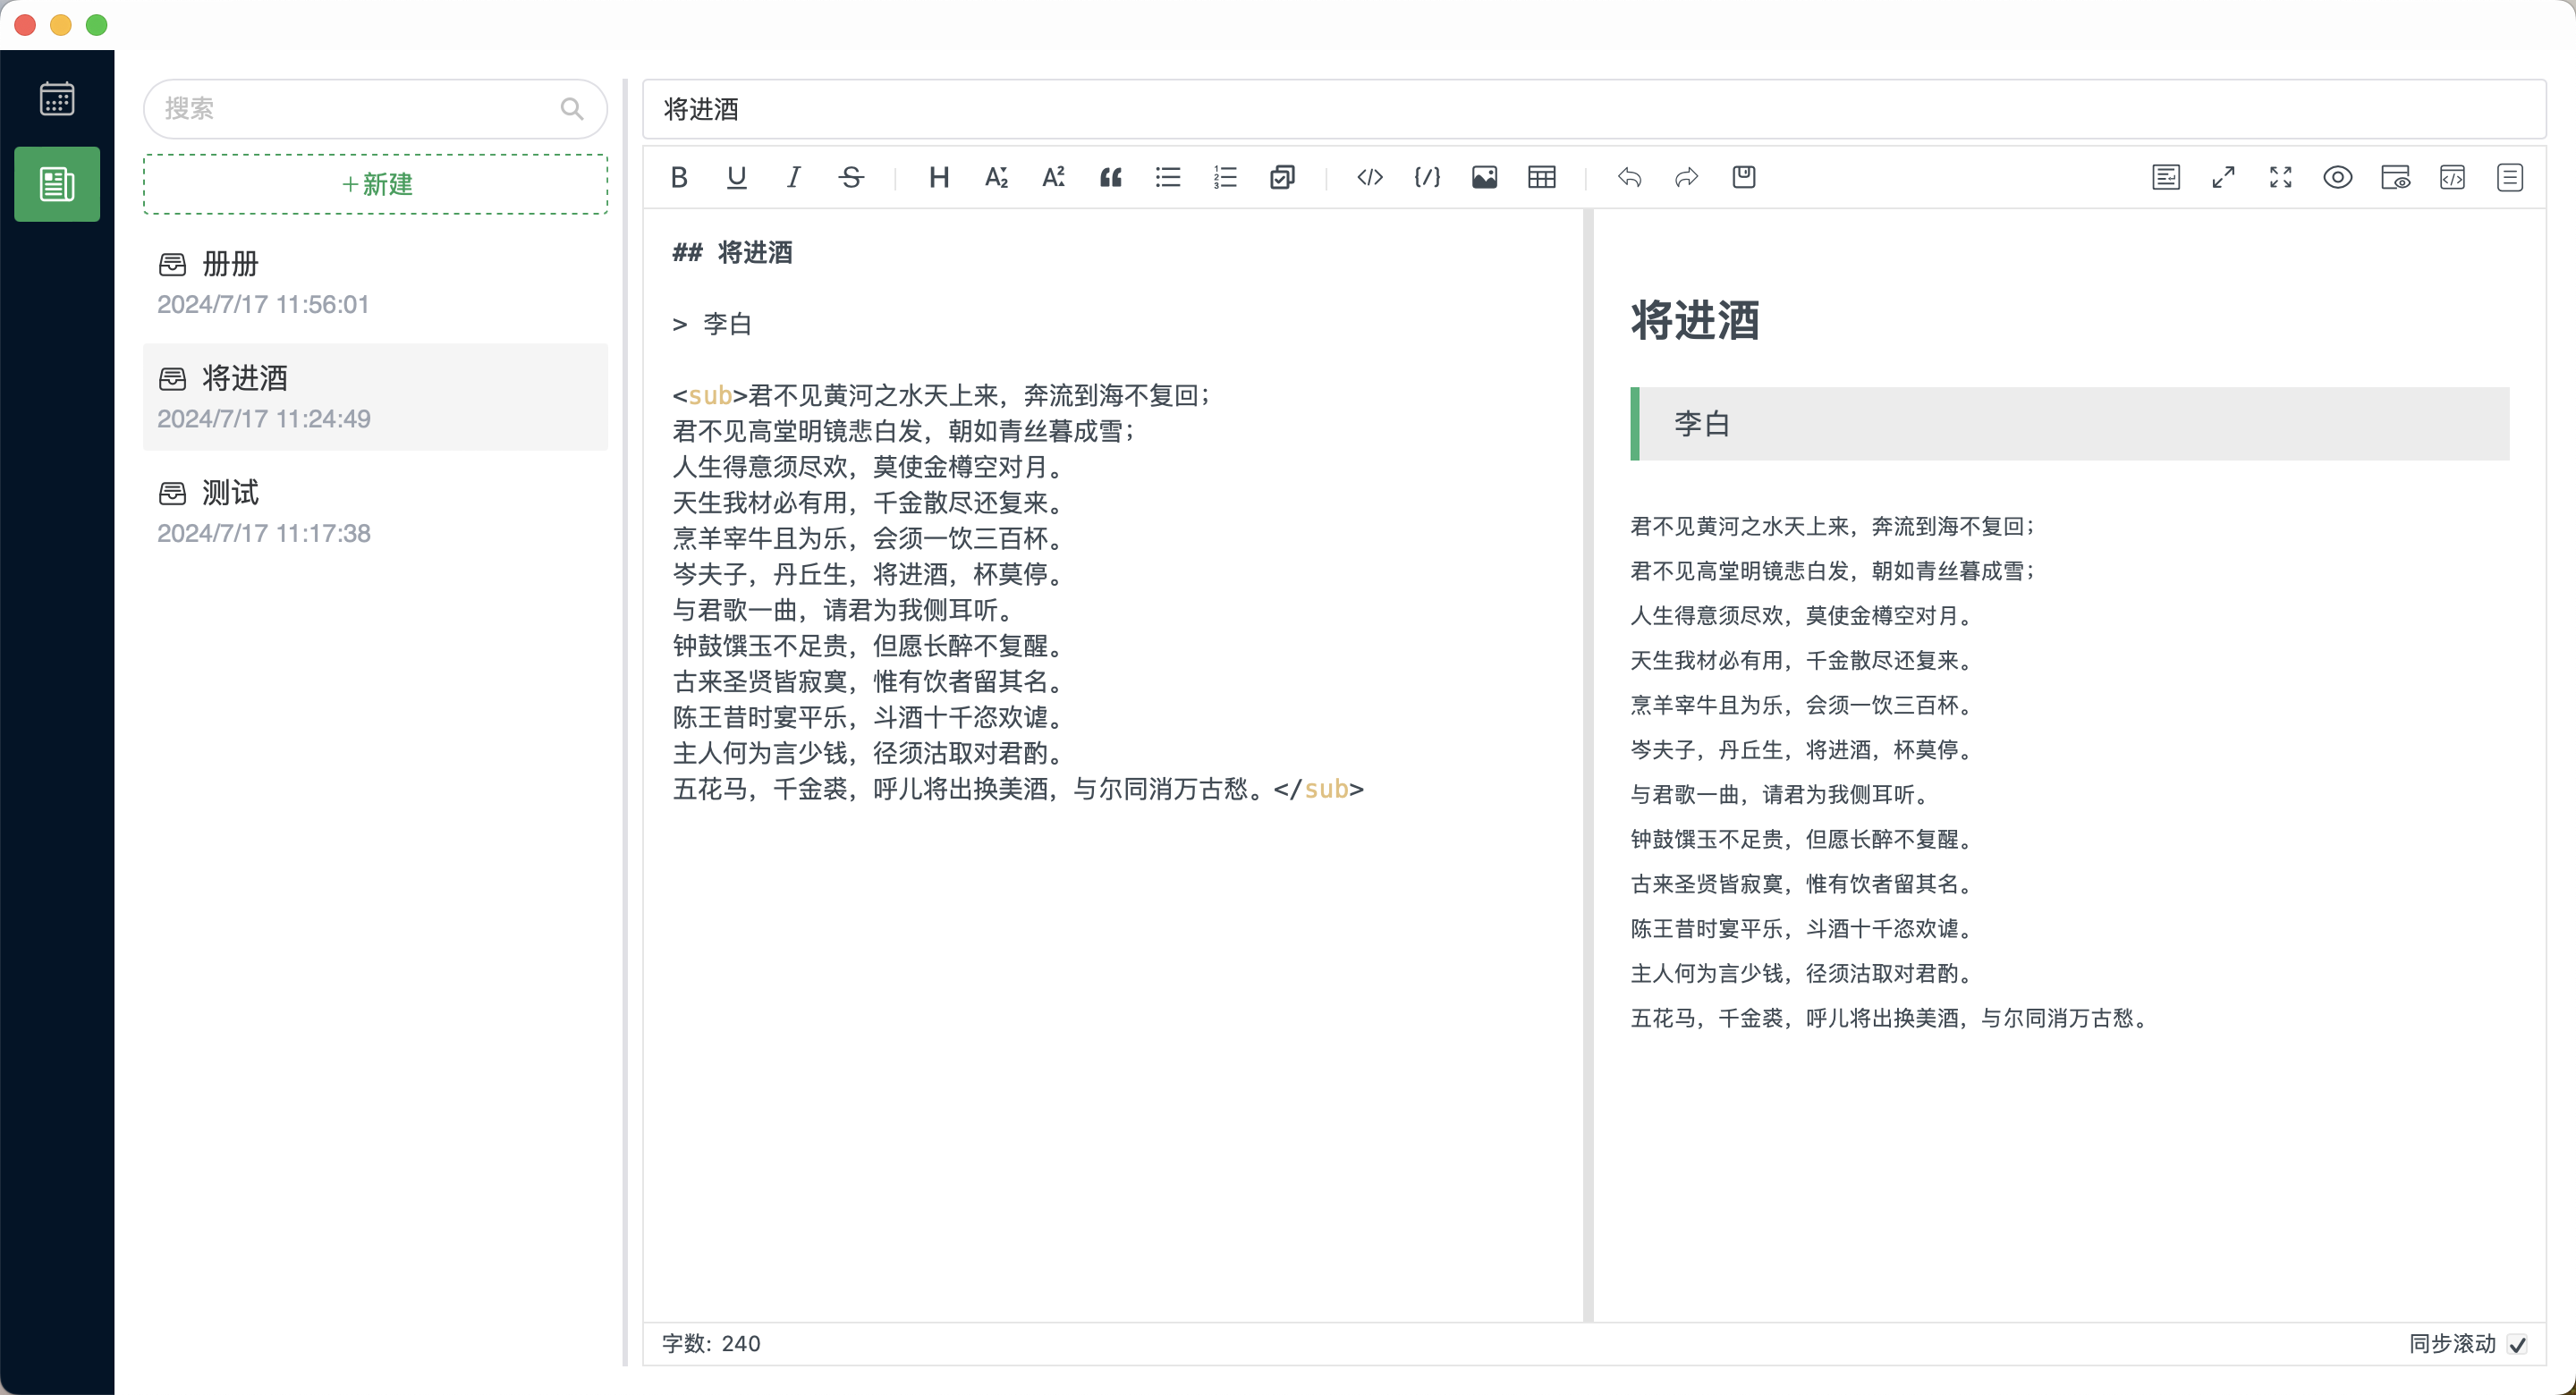 搜索
+新建
册册
2024/7/17 11:56:01
将进酒
2024/7/17 11:24:49
测试
2024/7/17 11:17:38
将进酒
## 将进酒
> 李白
<sub>君不见黄河之水天上来，奔流到海不复回；
君不见高堂明镜悲白发，朝如青丝暮成雪；
人生得意须尽欢，莫使金樽空对月。
天生我材必有用，千金散尽还复来。
烹羊宰牛且为乐，会须一饮三百杯。
岑夫子，丹丘生，将进酒，杯莫停。
与君歌一曲，请君为我侧耳听。
钟鼓馔玉不足贵，但愿长醉不复醒。
古来圣贤皆寂寞，惟有饮者留其名。
陈王昔时宴平乐，斗酒十千恣欢谑。
主人何为言少钱，径须沽取对君酌。
五花马，千金裘，呼儿将出换美酒，与尔同消万古愁。</sub>
将进酒
李白
君不见黄河之水天上来，奔流到海不复回；
君不见高堂明镜悲白发，朝如青丝暮成雪；
人生得意须尽欢，莫使金樽空对月。
天生我材必有用，千金散尽还复来。
烹羊宰牛且为乐，会须一饮三百杯。
岑夫子，丹丘生，将进酒，杯莫停。
与君歌一曲，请君为我侧耳听。
钟鼓馔玉不足贵，但愿长醉不复醒。
古来圣贤皆寂寞，惟有饮者留其名。
陈王昔时宴平乐，斗酒十千恣欢谑。
主人何为言少钱，径须沽取对君酌。
五花马，千金裘，呼儿将出换美酒，与尔同消万古愁。
字数: 240
同步滚动